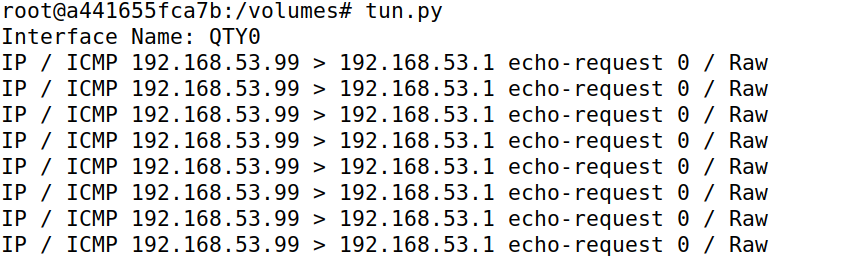 root@a441655fca7b:/volumes# tun.py
Interface Name: QTY0
IP / ICMP 192.168.53.99 > 192.168.53.1 echo-request 0 / Raw
IP / ICMP 192.168.53.99 > 192.168.53.1 echo-request 0 / Raw
IP / ICMP 192.168.53.99 > 192.168.53.1 echo-request 0 / Raw
IP / ICMP 192.168.53.99 > 192.168.53.1 echo-request 0 / Raw
IP / ICMP 192.168.53.99 > 192.168.53.1 echo-request 0 / Raw
IP / ICMP 192.168.53.99 > 192.168.53.1 echo-request 0 / Raw
IP / ICMP 192.168.53.99 > 192.168.53.1 echo-request 0 / Raw
IP / ICMP 192.168.53.99 > 192.168.53.1 echo-request 0 / Raw